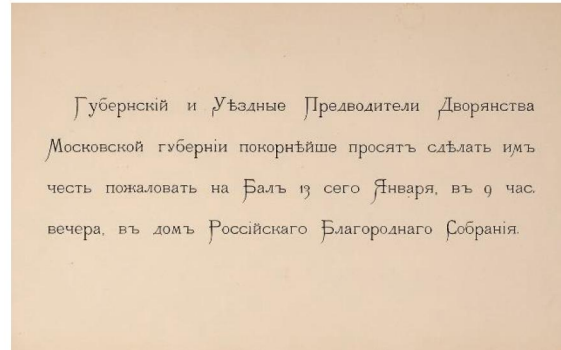 Губернскій и Уѣздные Предводители Дворянства
Московской губерніи покорнѣйше просятъ сдѣлать имъ
честь пожаловать на Балъ 13 сего Января, въ 9 час.
вечера, въ домъ Россійскаго Благороднаго Собранія.